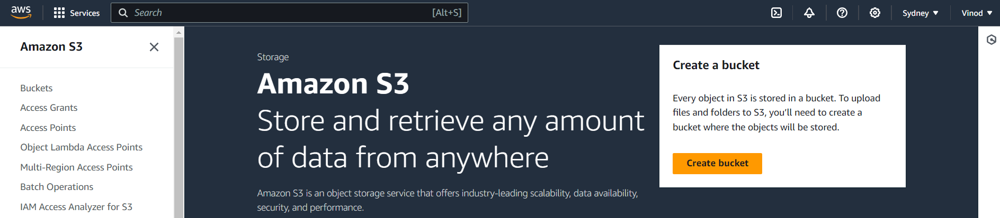 aws
Services
Search
[Alt+S]
Sydney
Vinod
Amazon S3
Buckets
Access Grants
Access Points
Object Lambda Access Points
Multi-Region Access Points
Batch Operations
IAM Access Analyzer for S3
Storage
Amazon S3
Store and retrieve any amount
of data from anywhere
Amazon S3 is an object storage service that offers industry-leading scalability, data availability,
security, and performance.
Create a bucket
Every object in S3 is stored in a bucket. To upload
files and folders to S3, you’ll need to create a
bucket where the objects will be stored.
Create bucket